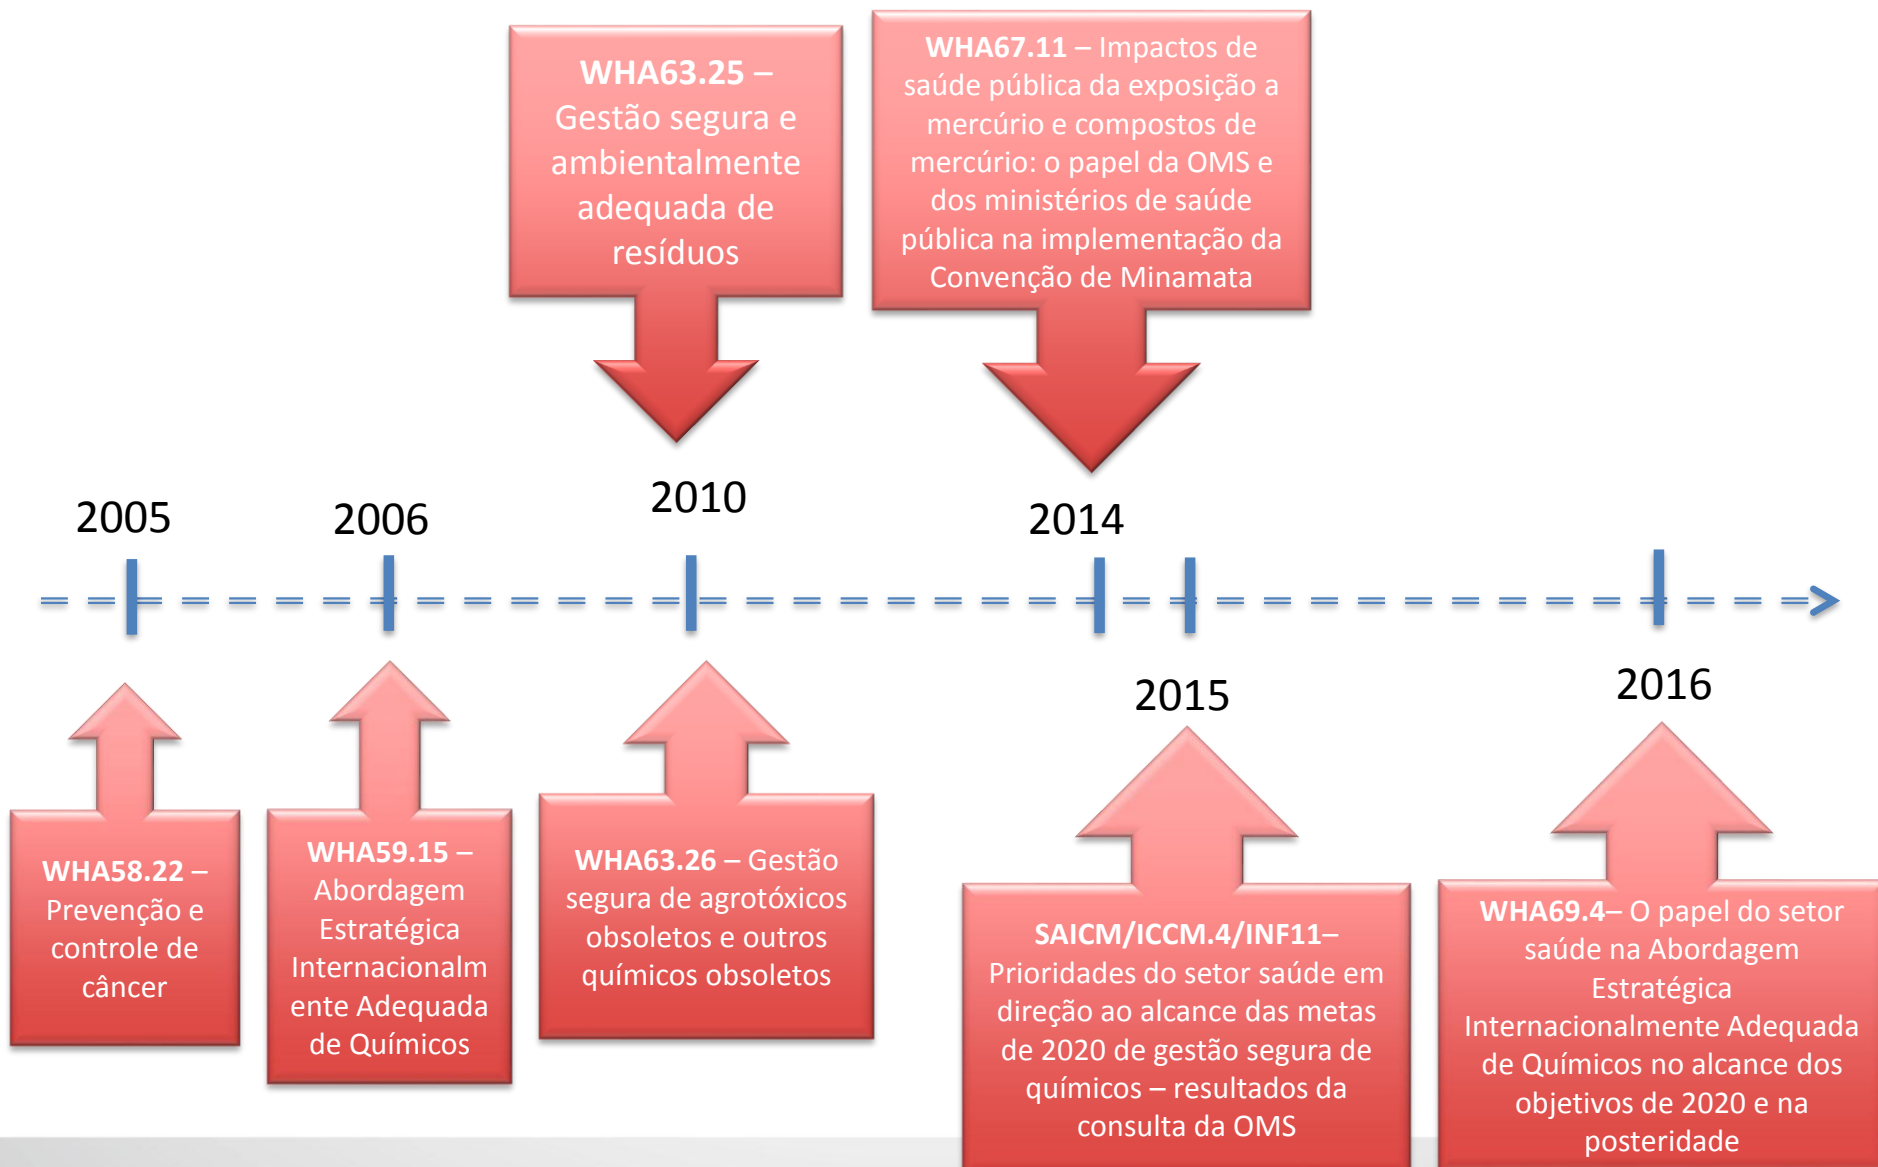 WHA63.25 –
Gestão segura e
ambientalmente
adequada de
resíduos
WHA67.11 – Impactos de
saúde pública da exposição a
mercúrio e compostos de
mercúrio: o papel da OMS e
dos ministérios de saúde
pública na implementação da
Convenção de Minamata
2005
2006
2010
2014
2015
2016
WHA58.22 –
Prevenção e
controle de
câncer
WHA59.15 –
Abordagem
Estratégica
Internacionalm
ente Adequada
de Químicos
WHA63.26 – Gestão
segura de agrotóxicos
obsoletos e outros
químicos obsoletos
SAICM/ICCM.4/INF11–
Prioridades do setor saúde em
direção ao alcance das metas
de 2020 de gestão segura de
químicos – resultados da
consulta da OMS
WHA69.4– O papel do setor
saúde na Abordagem
Estratégica
Internacionalmente Adequada
de Químicos no alcance dos
objetivos de 2020 e na
posteridade